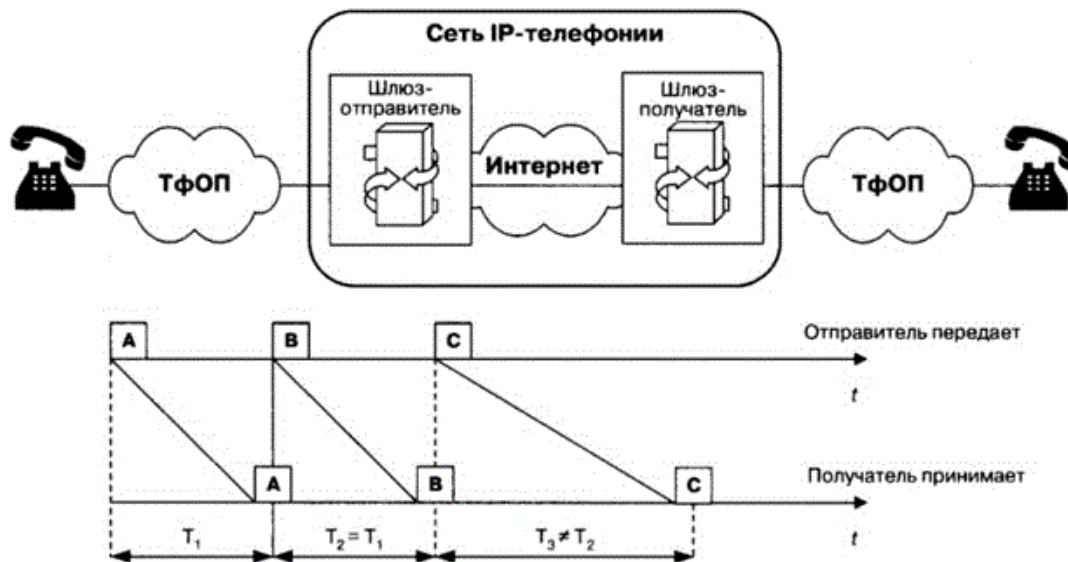 Сеть IP-телефонии
Шлюз-
отправитель
Шлюз-
получатель
ТфОП
Интернет
ТфОП
A
B
C
Отправитель передает
t
A
B
C
Получатель принимает
T₁
T₂ = T₁
T₃ ≠ T₂
t